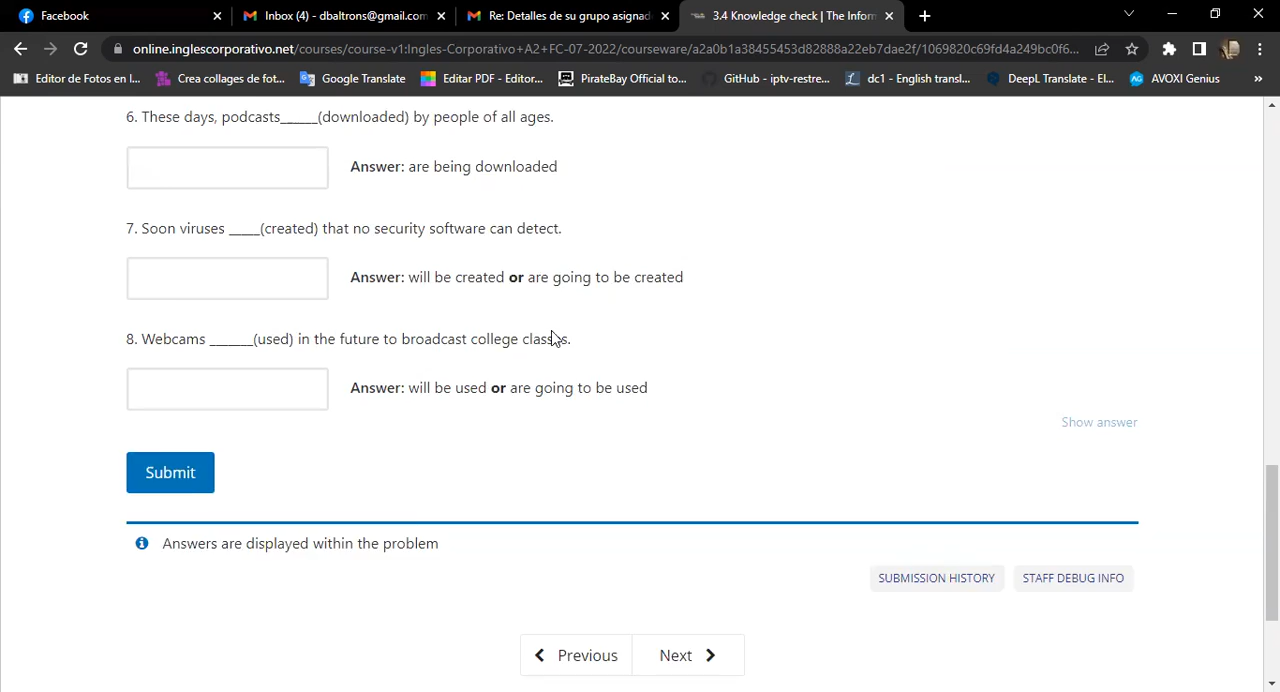 Facebook
Inbox (4) - dbaltrons@gmail.com
Re: Detalles de su grupo asignad
3.4 Knowledge check | The Inform
online.inglescorporativo.net/courses/course-v1:Ingles-Corporativo+A2+FC-07-2022/courseware/a2a0b1a38455453d82888a22eb7dae2f/1069820c69fd4a249bc0f6...
Editor de Fotos en l...
Crea collages de fot...
Google Translate
Editar PDF - Editor...
PirateBay Official to...
GitHub - iptv-restre...
dc1 - English transl...
DeepL Translate - El...
AVOXI Genius
»
6. These days, podcasts______(downloaded) by people of all ages.
Answer: are being downloaded
7. Soon viruses _____(created) that no security software can detect.
Answer: will be created or are going to be created
8. Webcams _______(used) in the future to broadcast college classes.
Answer: will be used or are going to be used
Show answer
Submit
Answers are displayed within the problem
SUBMISSION HISTORY
STAFF DEBUG INFO
Previous
Next